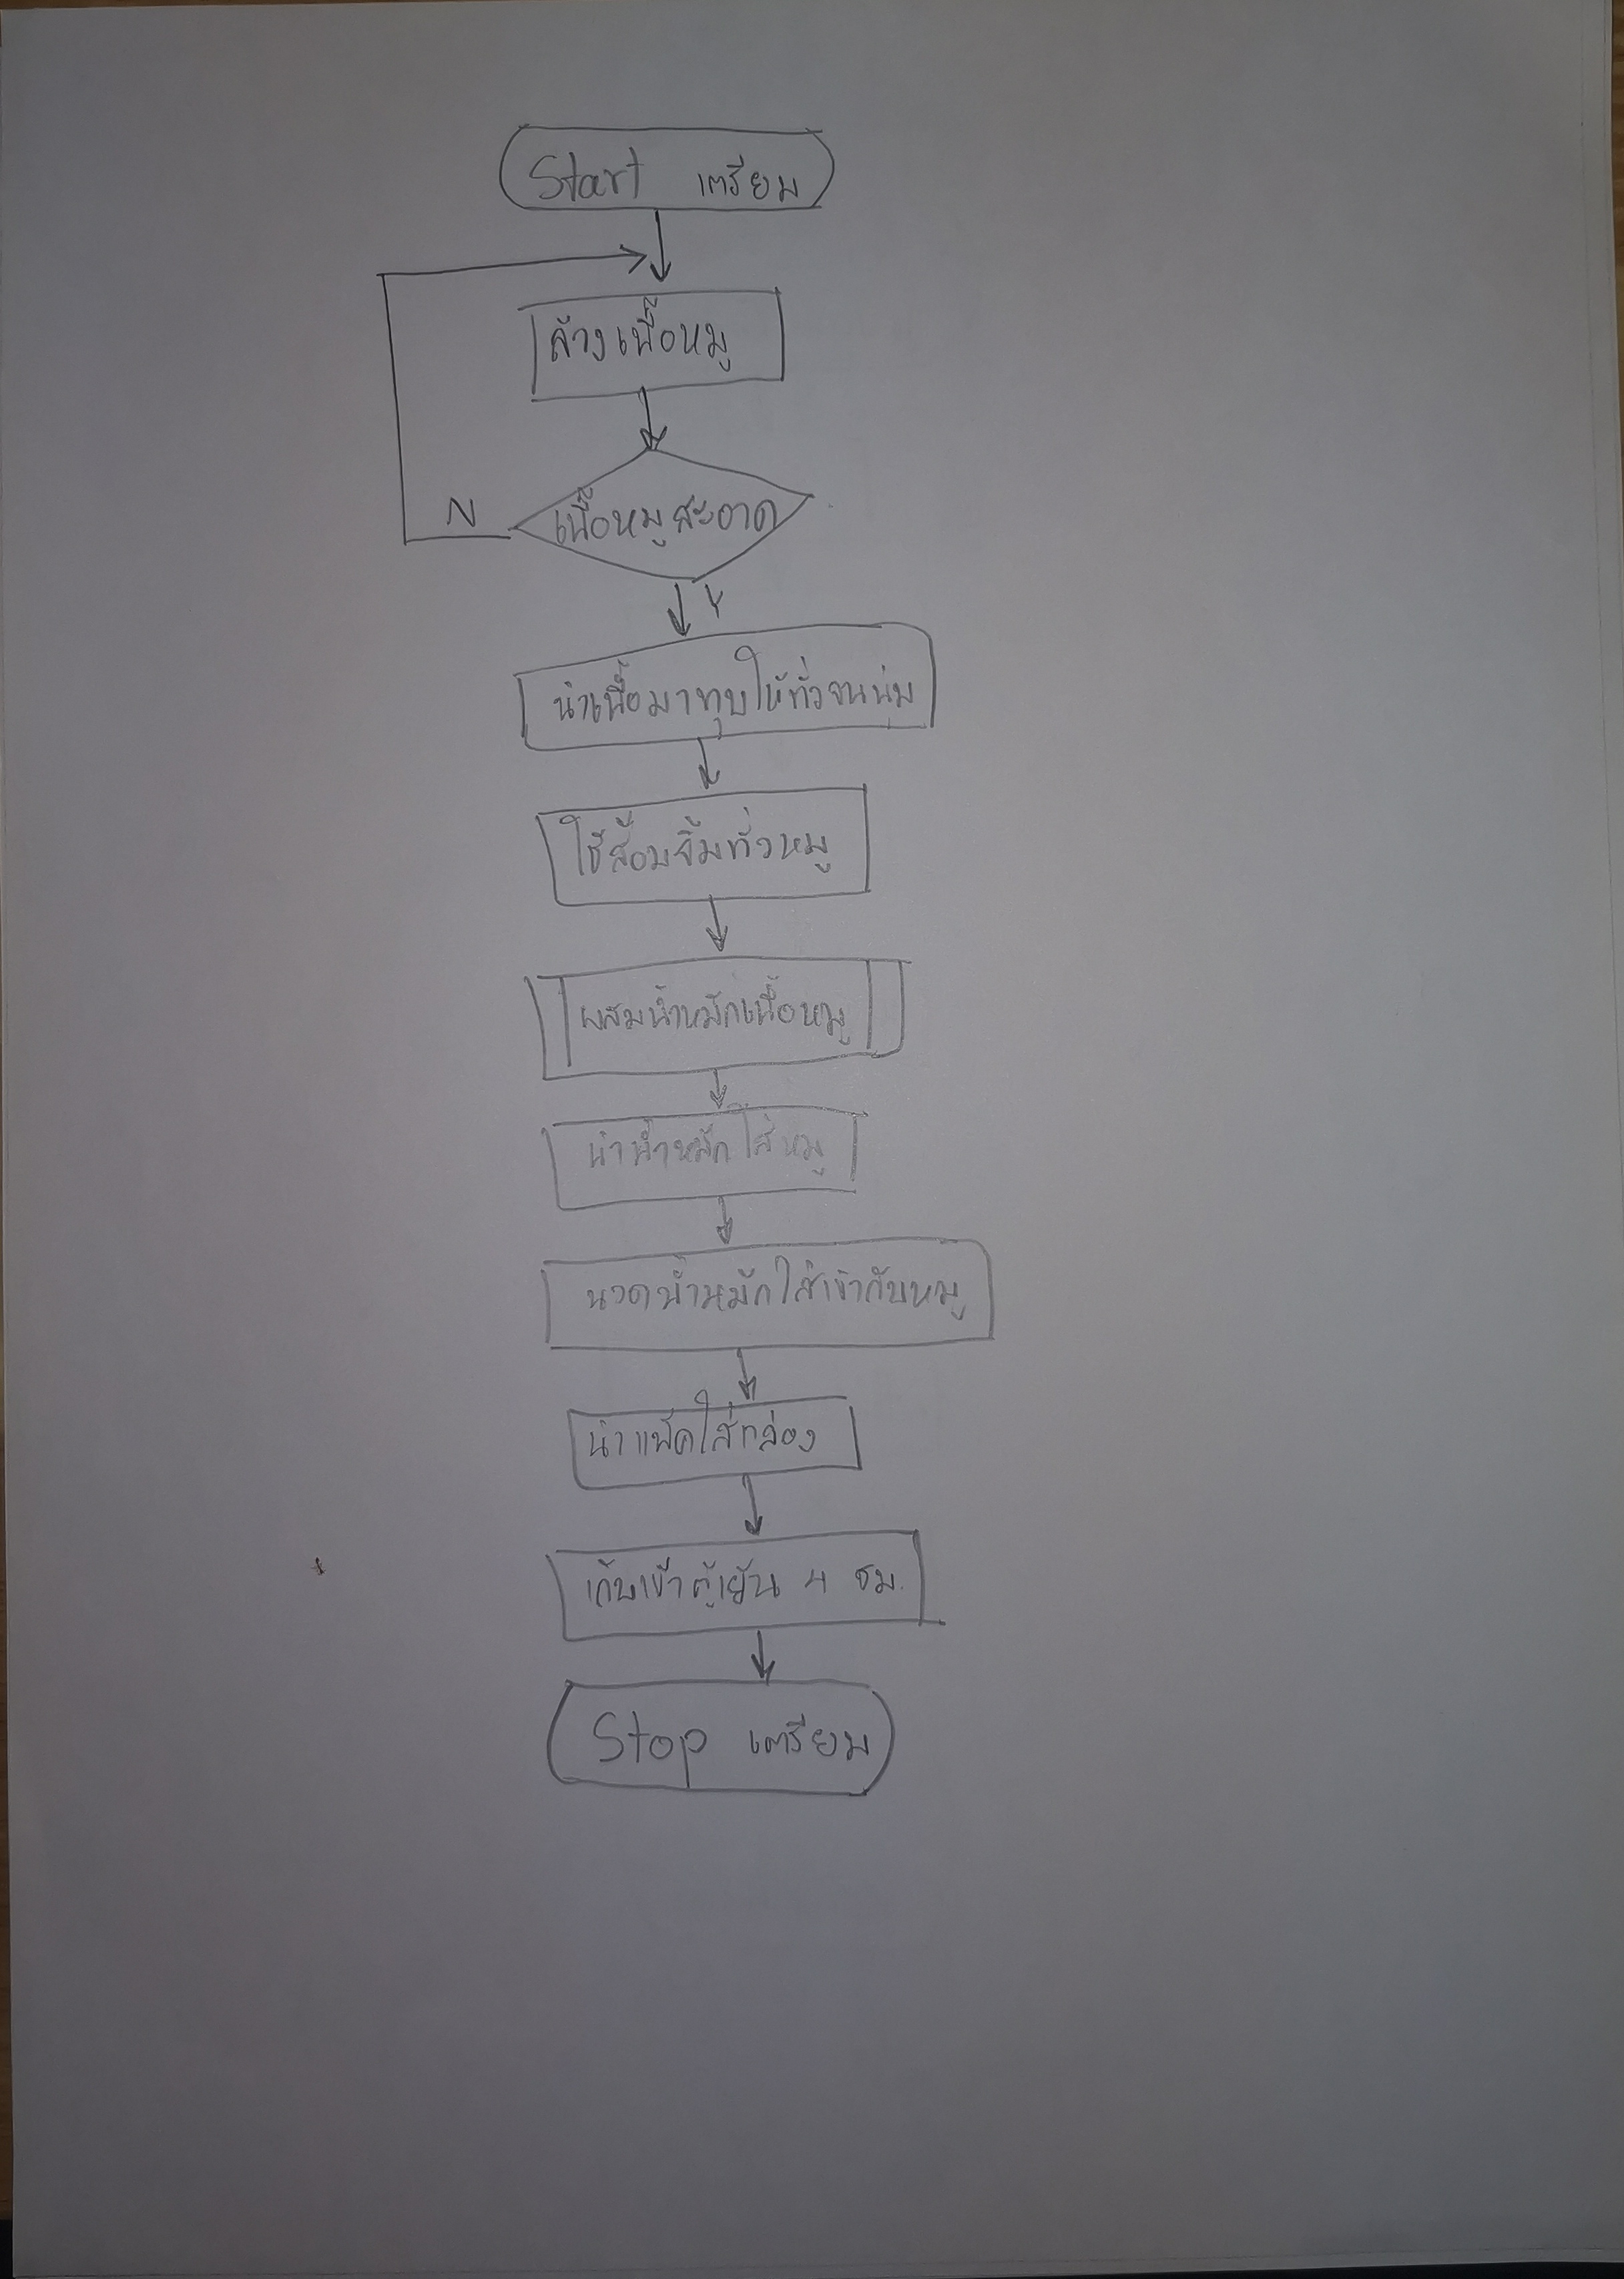 Start เตรียม
ล้างเนื้อหมู
เนื้อหมูสะอาด
N
Y
นำเนื้อมาทุบให้ทั่วจนนุ่ม
ใช้ส้อมจิ้มทั่วหมู
ผสมน้ำหมักเนื้อหมู
นำน้ำหมักใส่หมู
นวดน้ำหมักใส่เข้ากับหมู
นำแพ็คใส่กล่อง
เก็บเข้าตู้เย็น 4 ชม.
Stop เตรียม